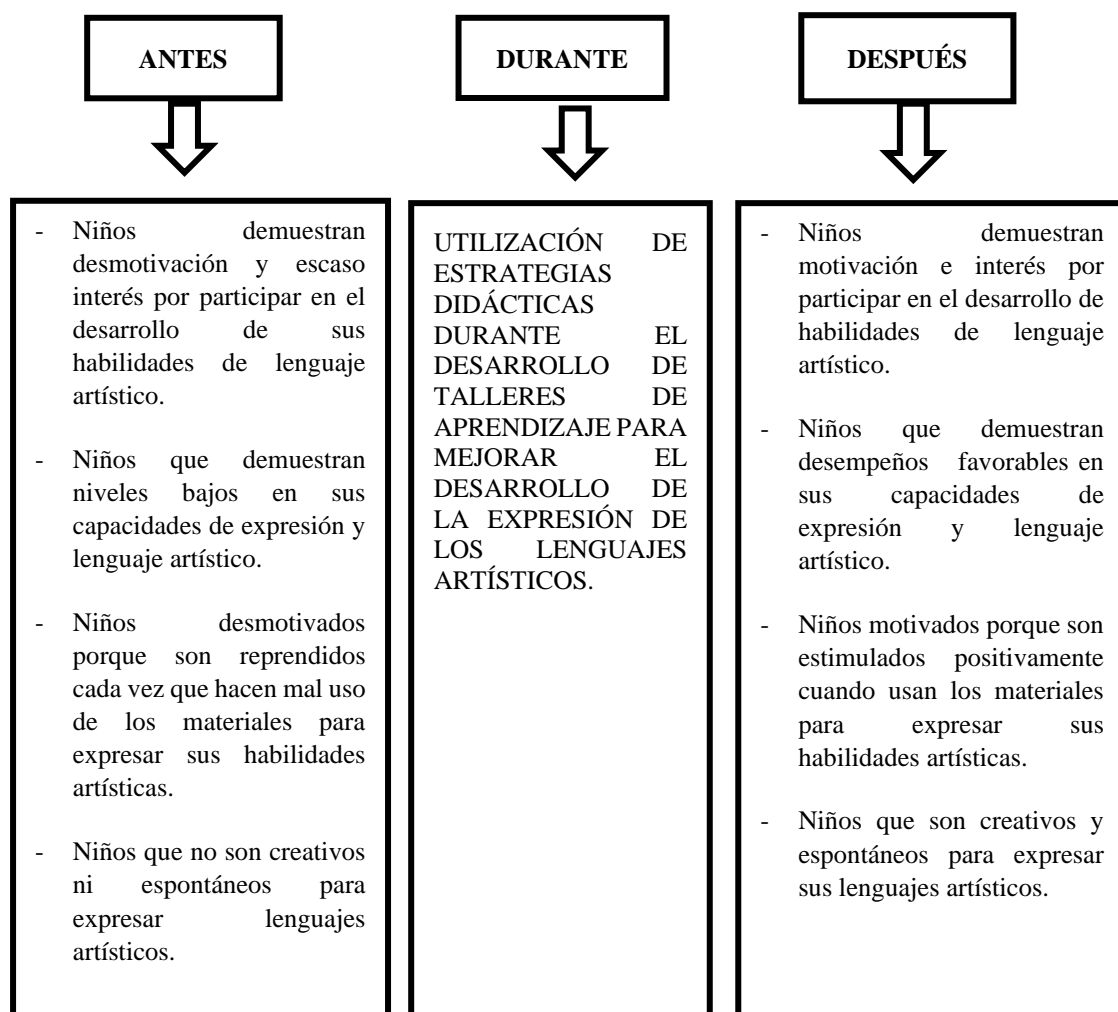 ANTES
DURANTE
DESPUÉS
- Niños demuestran
desmotivación y escaso
interés por participar en el
desarrollo de sus
habilidades de lenguaje
artístico.
- Niños que demuestran
niveles bajos en sus
capacidades de expresión y
lenguaje artístico.
- Niños desmotivados
porque son reprendidos
cada vez que hacen mal uso
de los materiales para
expresar sus habilidades
artísticas.
- Niños que no son creativos
ni espontáneos para
expresar lenguajes
artísticos.
UTILIZACIÓN DE
ESTRATEGIAS
DIDÁCTICAS
DURANTE EL
DESARROLLO DE
TALLERES DE
APRENDIZAJE PARA
MEJORAR EL
DESARROLLO DE
LA EXPRESIÓN DE
LOS LENGUAJES
ARTÍSTICOS.
- Niños demuestran
motivación e interés por
participar en el desarrollo de
habilidades de lenguaje
artístico.
- Niños que demuestran
desempeños favorables en
sus capacidades de
expresión y lenguaje
artístico.
- Niños motivados porque son
estimulados positivamente
cuando usan los materiales
para expresar sus
habilidades artísticas.
- Niños que son creativos y
espontáneos para expresar
sus lenguajes artísticos.